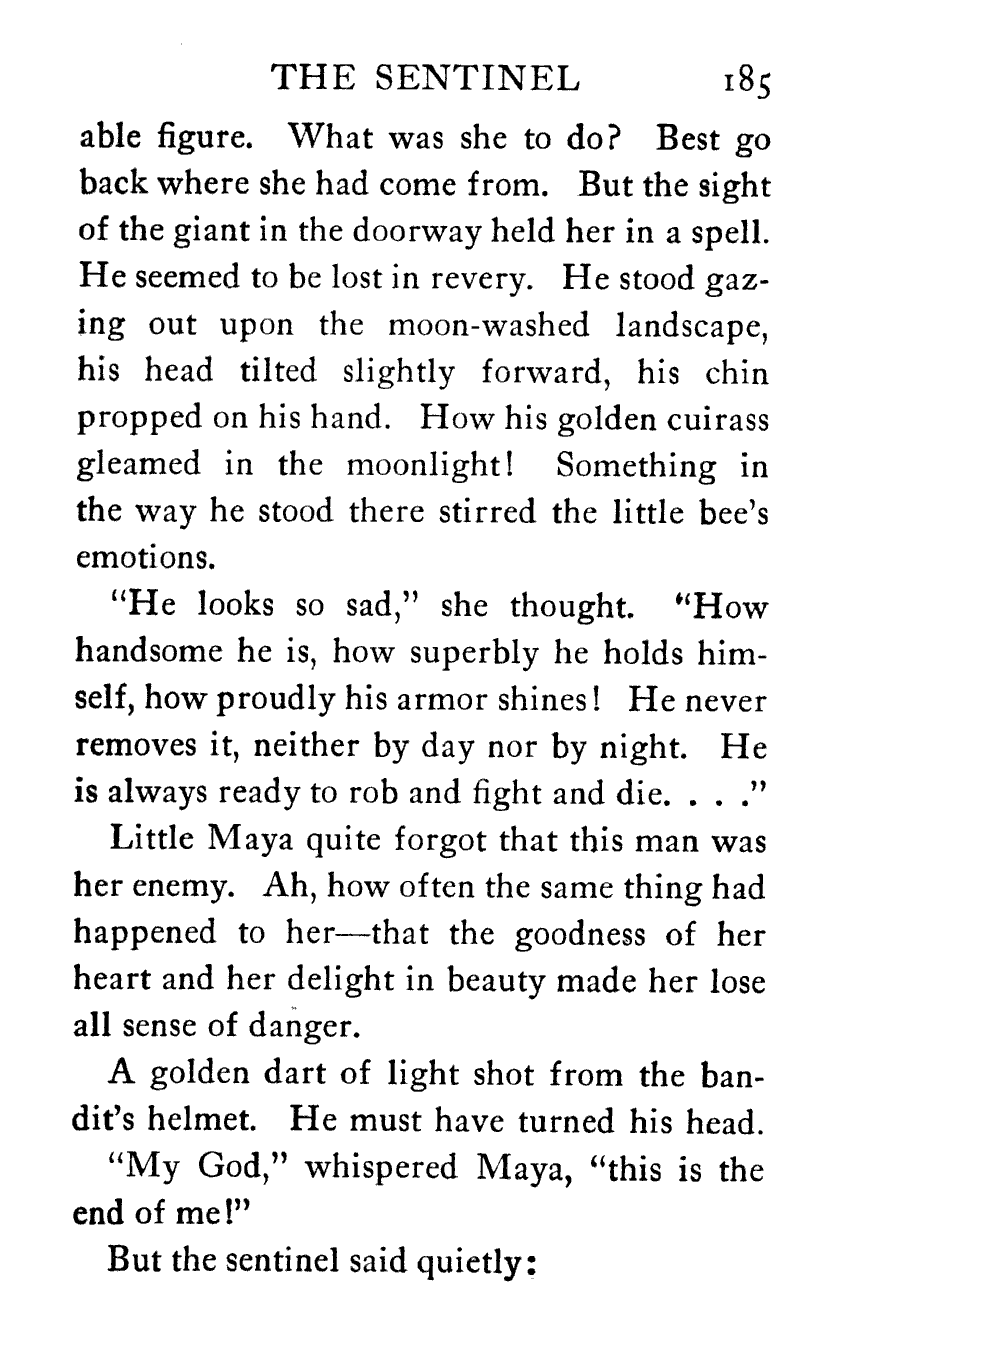 THE SENTINEL 185
able figure. What was she to do? Best go
back where she had come from. But the sight
of the giant in the doorway held her in a spell.
He seemed to be lost in revery. He stood gaz-
ing out upon the moon-washed landscape,
his head tilted slightly forward, his chin
propped on his hand. How his golden cuirass
gleamed in the moonlight! Something in
the way he stood there stirred the little bee’s
emotions.
“He looks so sad,” she thought. “How
handsome he is, how superbly he holds him-
self, how proudly his armor shines! He never
removes it, neither by day nor by night. He
is always ready to rob and fight and die. . . .”
Little Maya quite forgot that this man was
her enemy. Ah, how often the same thing had
happened to her—that the goodness of her
heart and her delight in beauty made her lose
all sense of danger.
A golden dart of light shot from the ban-
dit’s helmet. He must have turned his head.
“My God,” whispered Maya, “this is the
end of me!”
But the sentinel said quietly: